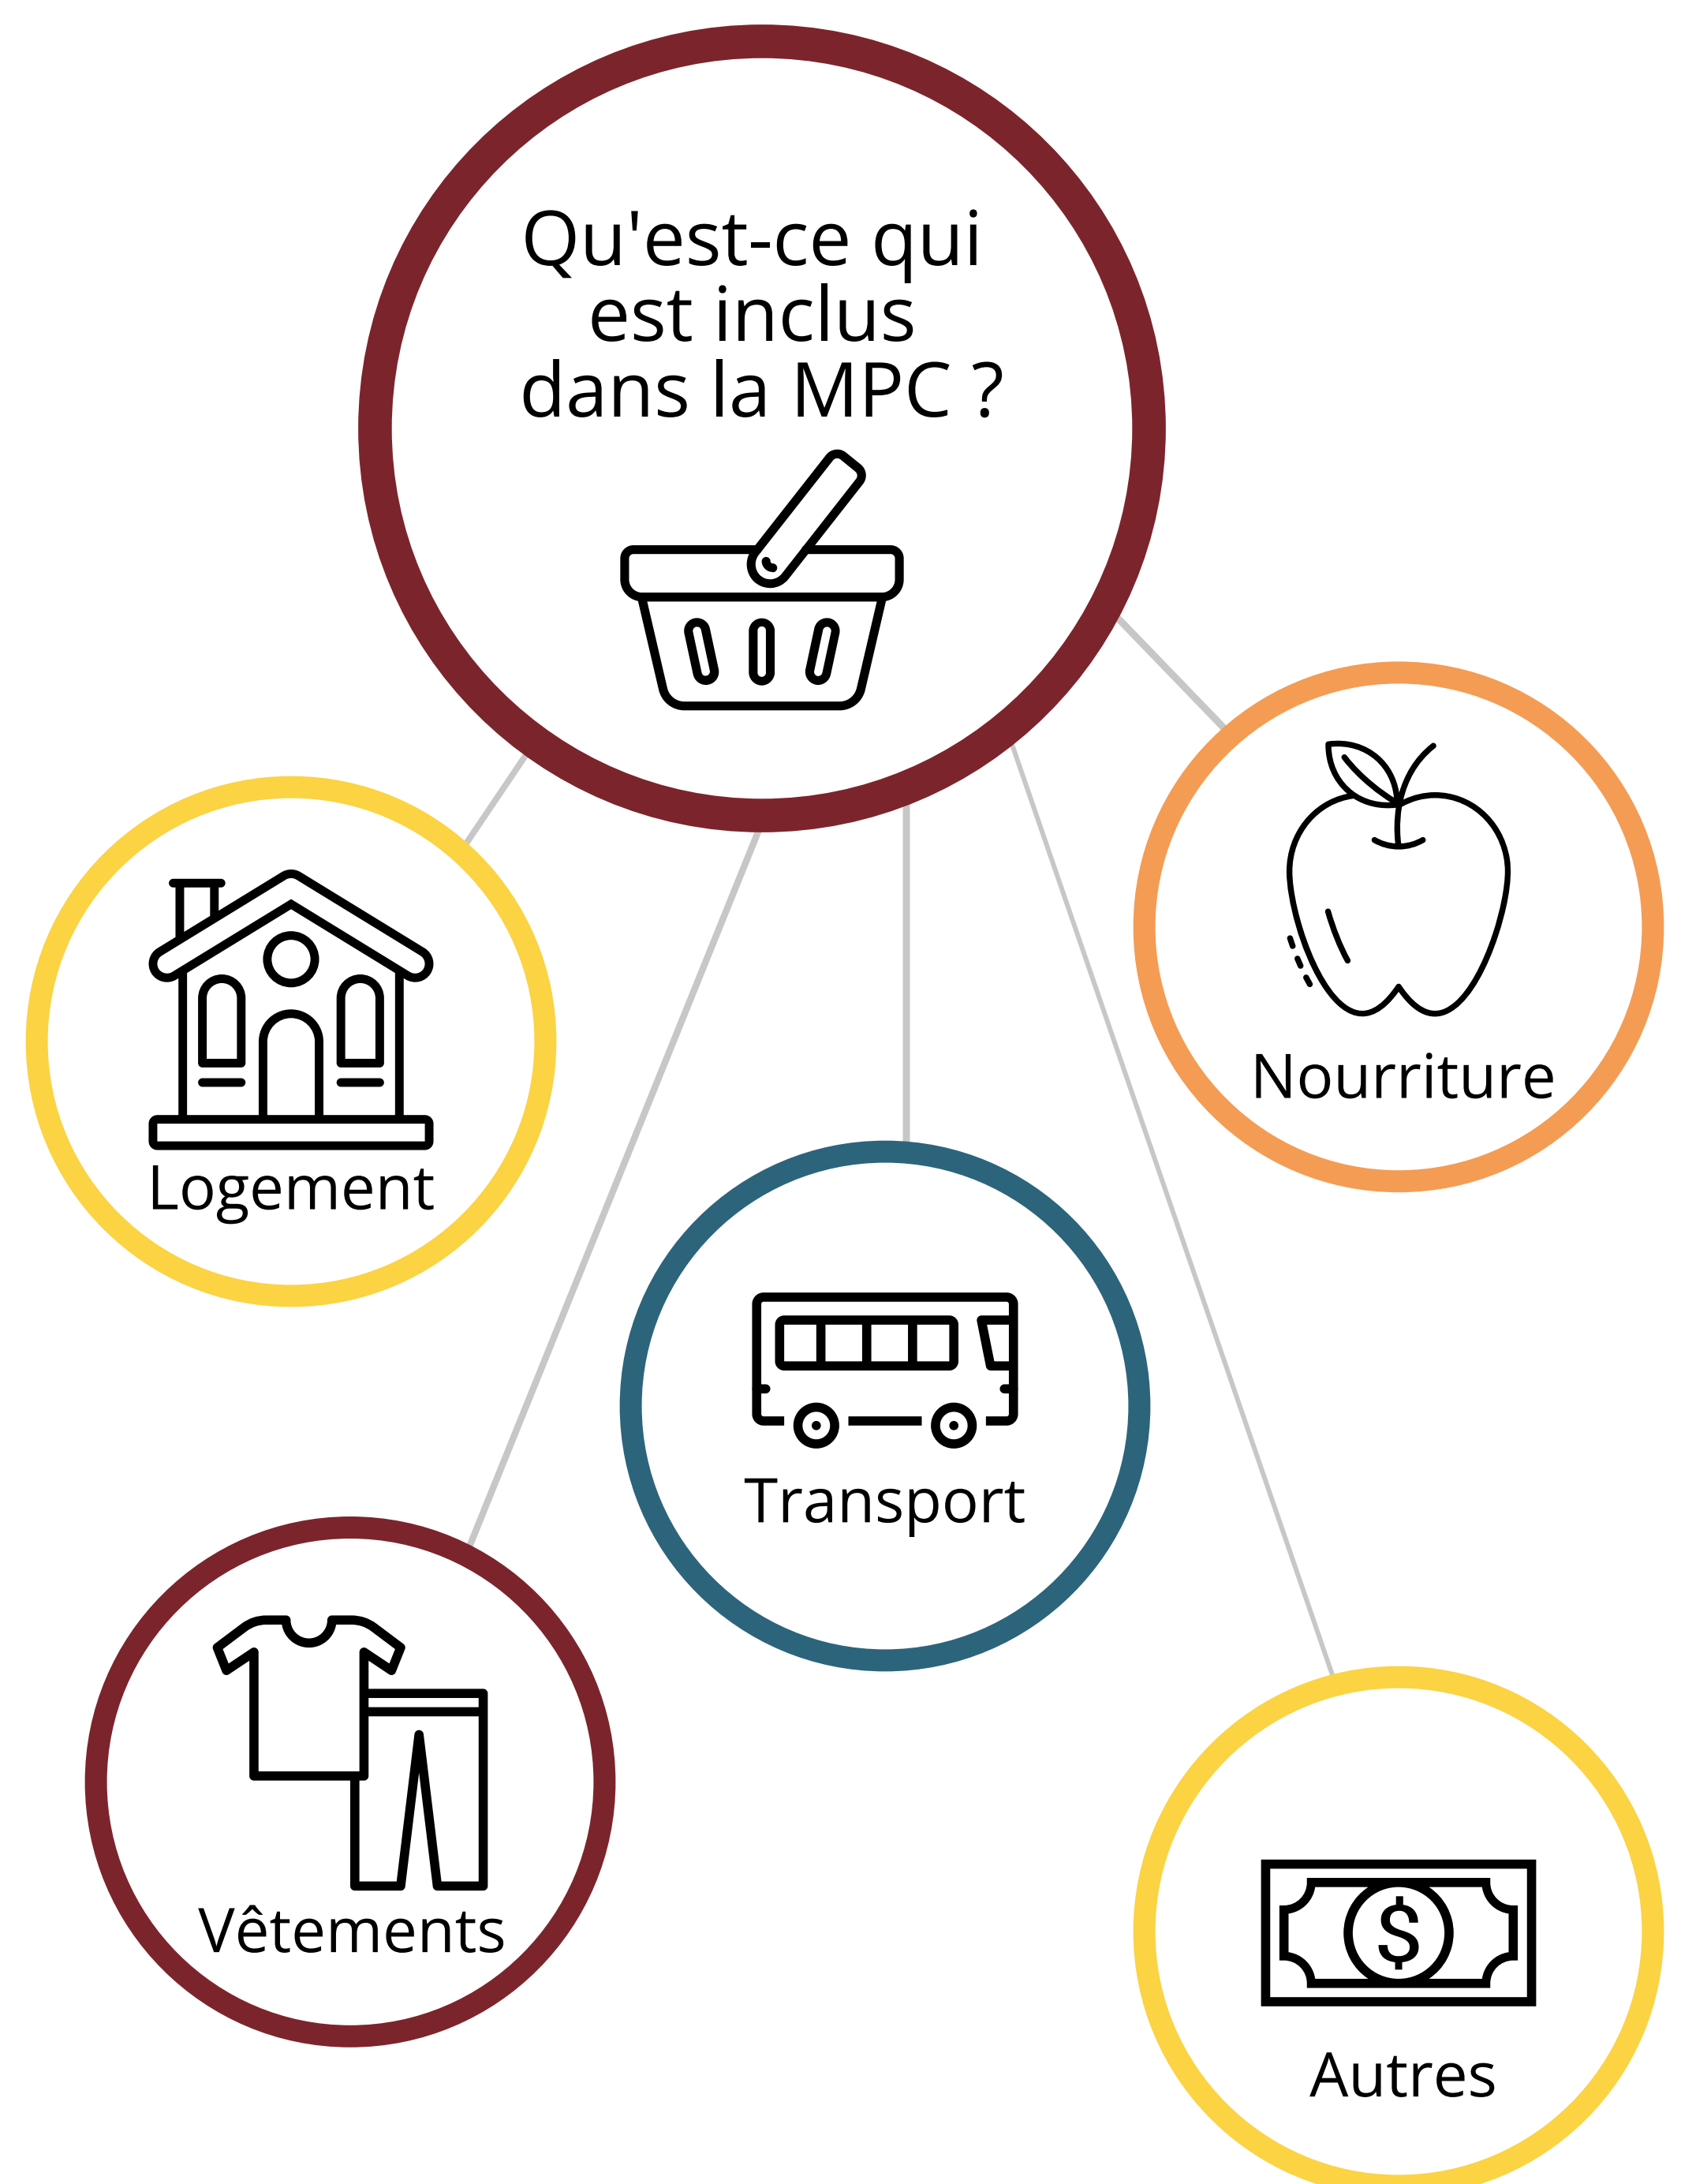 Qu'est-ce qui
est inclus
dans la MPC ?
Logement
Nourriture
Transport
Vêtements
$
Autres